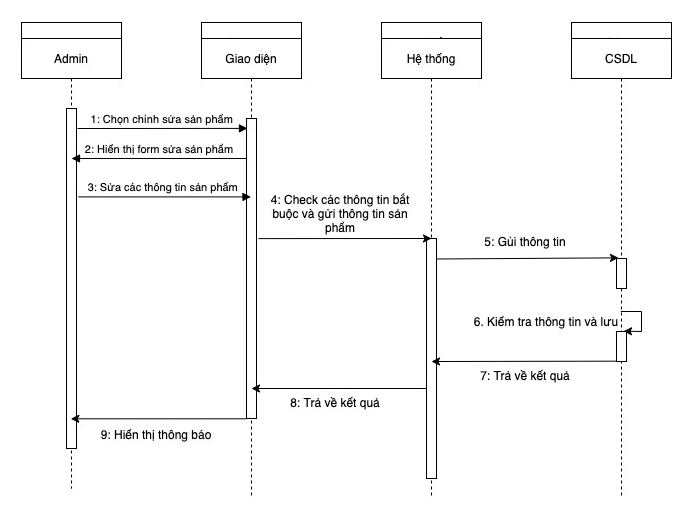 Admin
Giao diện
Hệ thống
CSDL
1: Chọn chỉnh sửa sản phẩm
2: Hiển thị form sửa sản phẩm
3: Sửa các thông tin sản phẩm
4: Check các thông tin bắt
buộc và gửi thông tin sản
phẩm
5: Gủi thông tin
6. Kiểm tra thông tin và lưu
7: Trả về kết quả
8: Trả về kết quả
9: Hiển thị thông báo